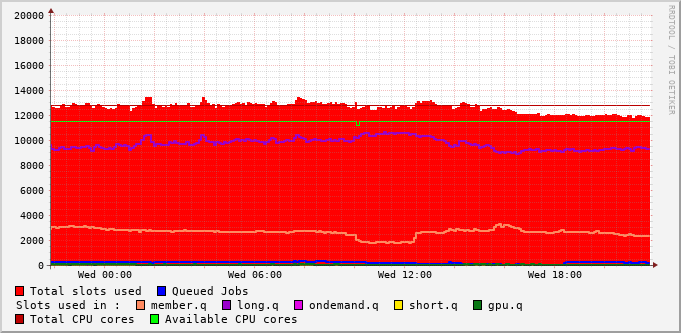 20000
18000
16000
14000
12000
10000
8000
6000
4000
2000
0
Wed 00:00 Wed 06:00 Wed 12:00 Wed 18:00
RRDTOOL / TOBI OETIKER
Total slots used Queued Jobs
Slots used in : member.q long.q ondemand.q short.q gpu.q
Total CPU cores Available CPU cores